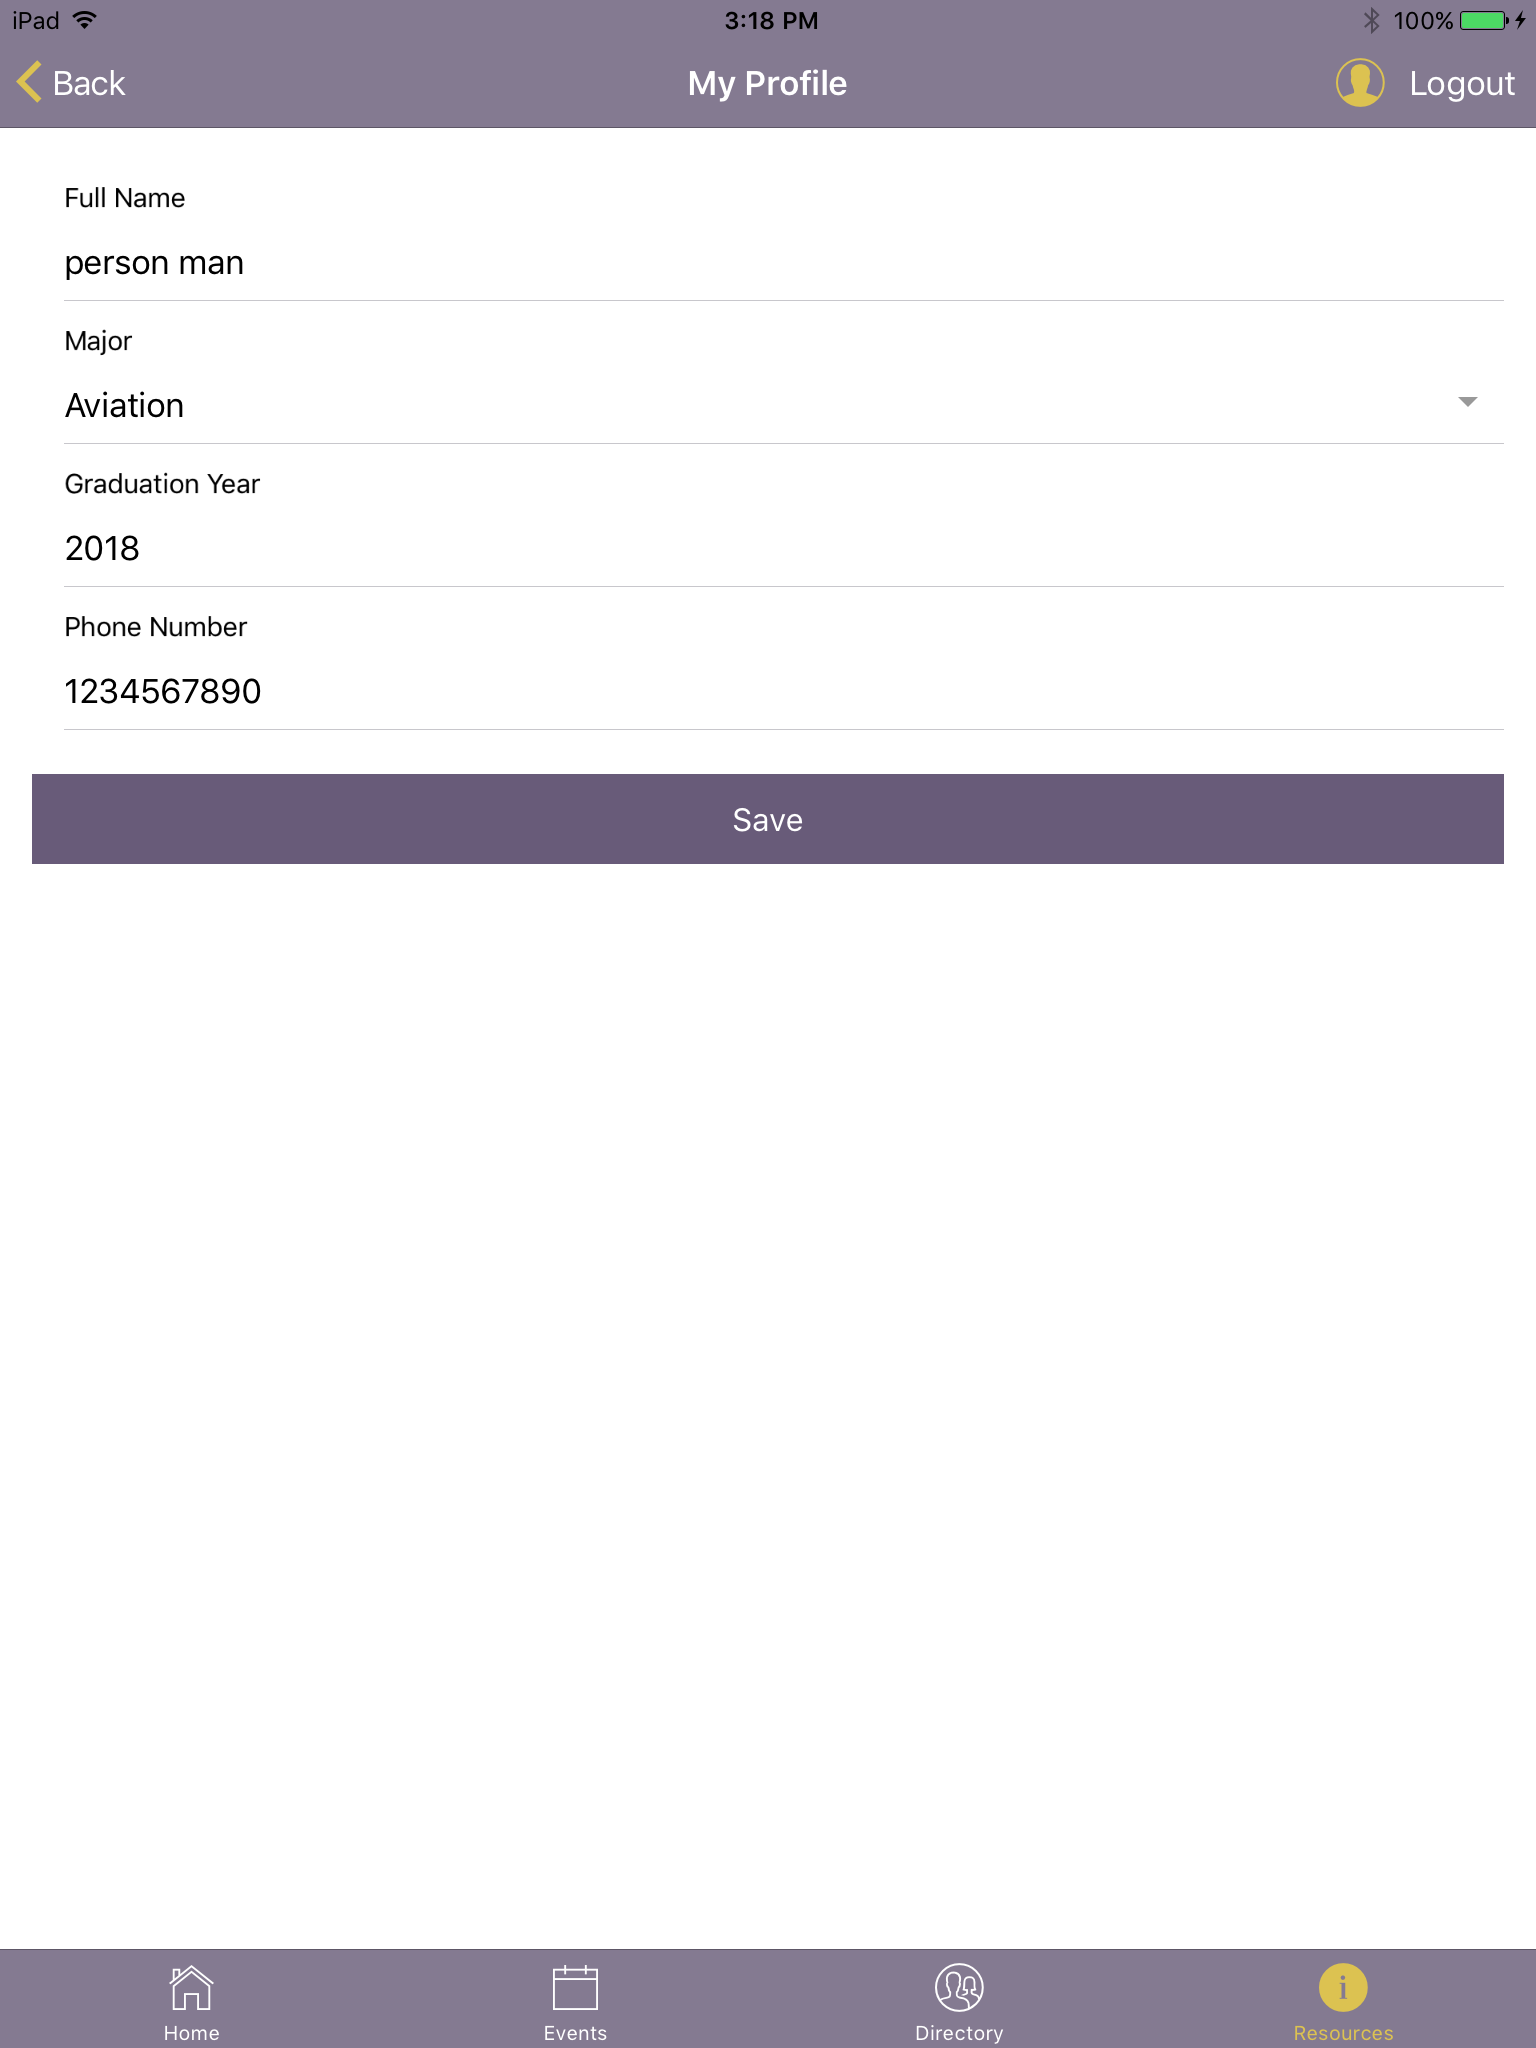 iPad 3:18 PM 100%
Back My Profile Logout
Full Name
person man
Major
Aviation
Graduation Year
2018
Phone Number
1234567890
Save
Home Events Directory i Resources